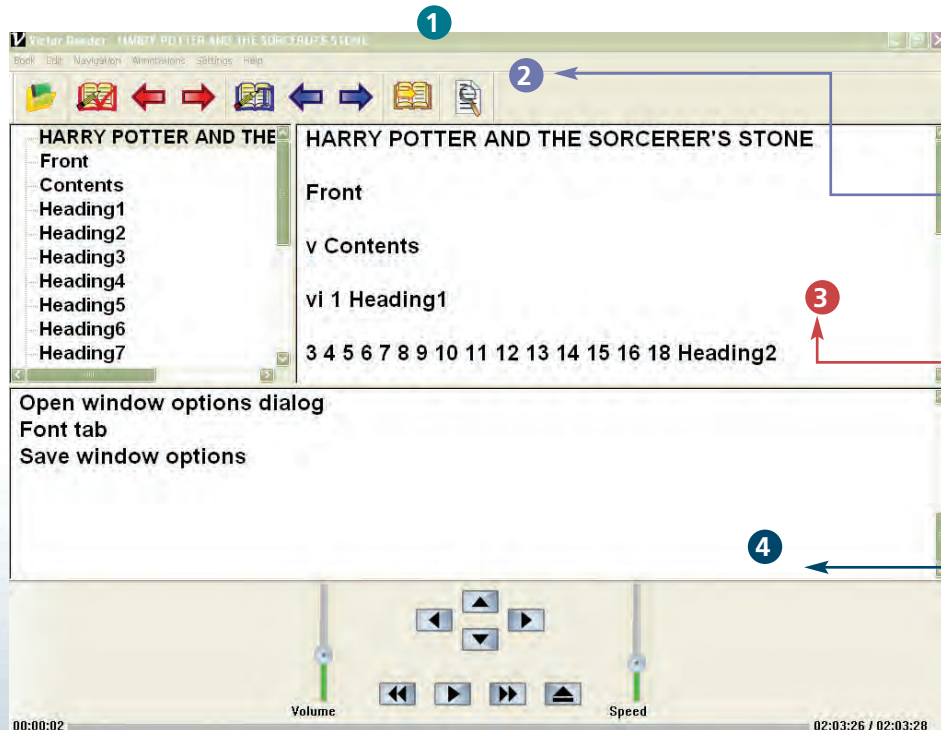 1
Victor Reader - HARRY POTTER AND THE SORCERER'S STONE
Book Edit Navigation Annotations Settings Help
2
HARRY POTTER AND THE
Front
Contents
Heading1
Heading2
Heading3
Heading4
Heading5
Heading6
Heading7
HARRY POTTER AND THE SORCERER'S STONE
Front
v Contents
vi 1 Heading1
3
3 4 5 6 7 8 9 10 11 12 13 14 15 16 18 Heading2
Open window options dialog
Font tab
Save window options
4
Volume
Speed
00:00:02
02:03:26 / 02:03:28